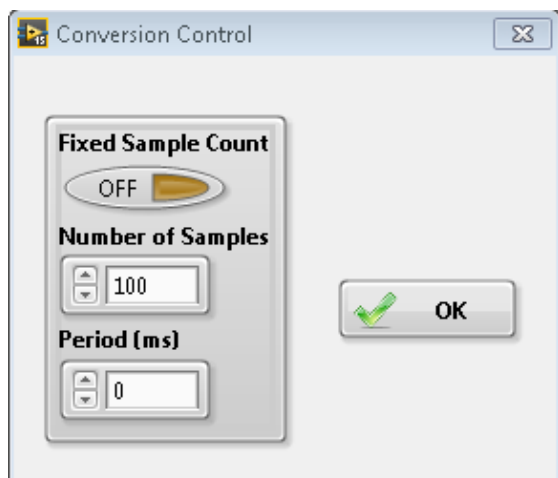 Conversion Control
Fixed Sample Count
OFF
Number of Samples
100
Period (ms)
0
OK